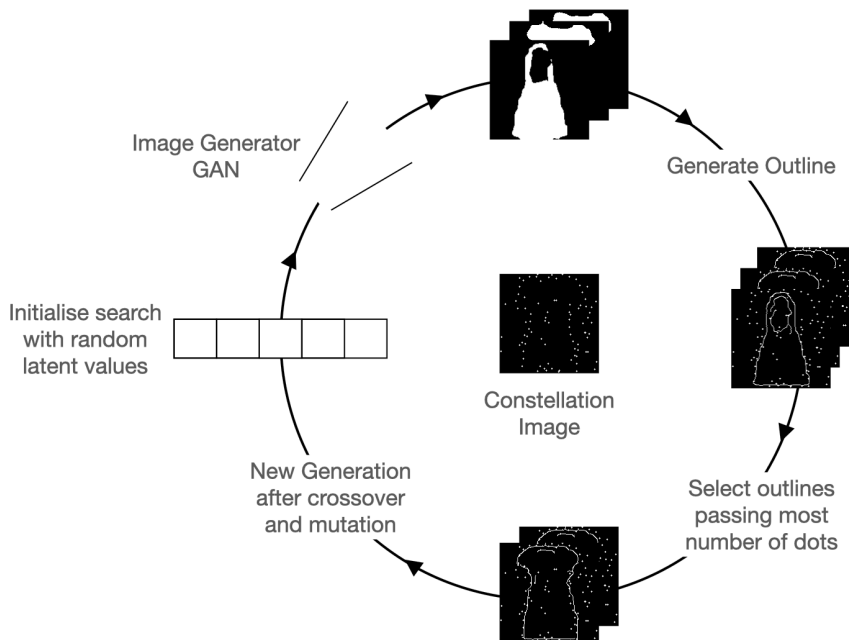 Image Generator
GAN
Generate Outline
Initialise search
with random
latent values
Constellation
Image
New Generation
after crossover
and mutation
Select outlines
passing most
number of dots